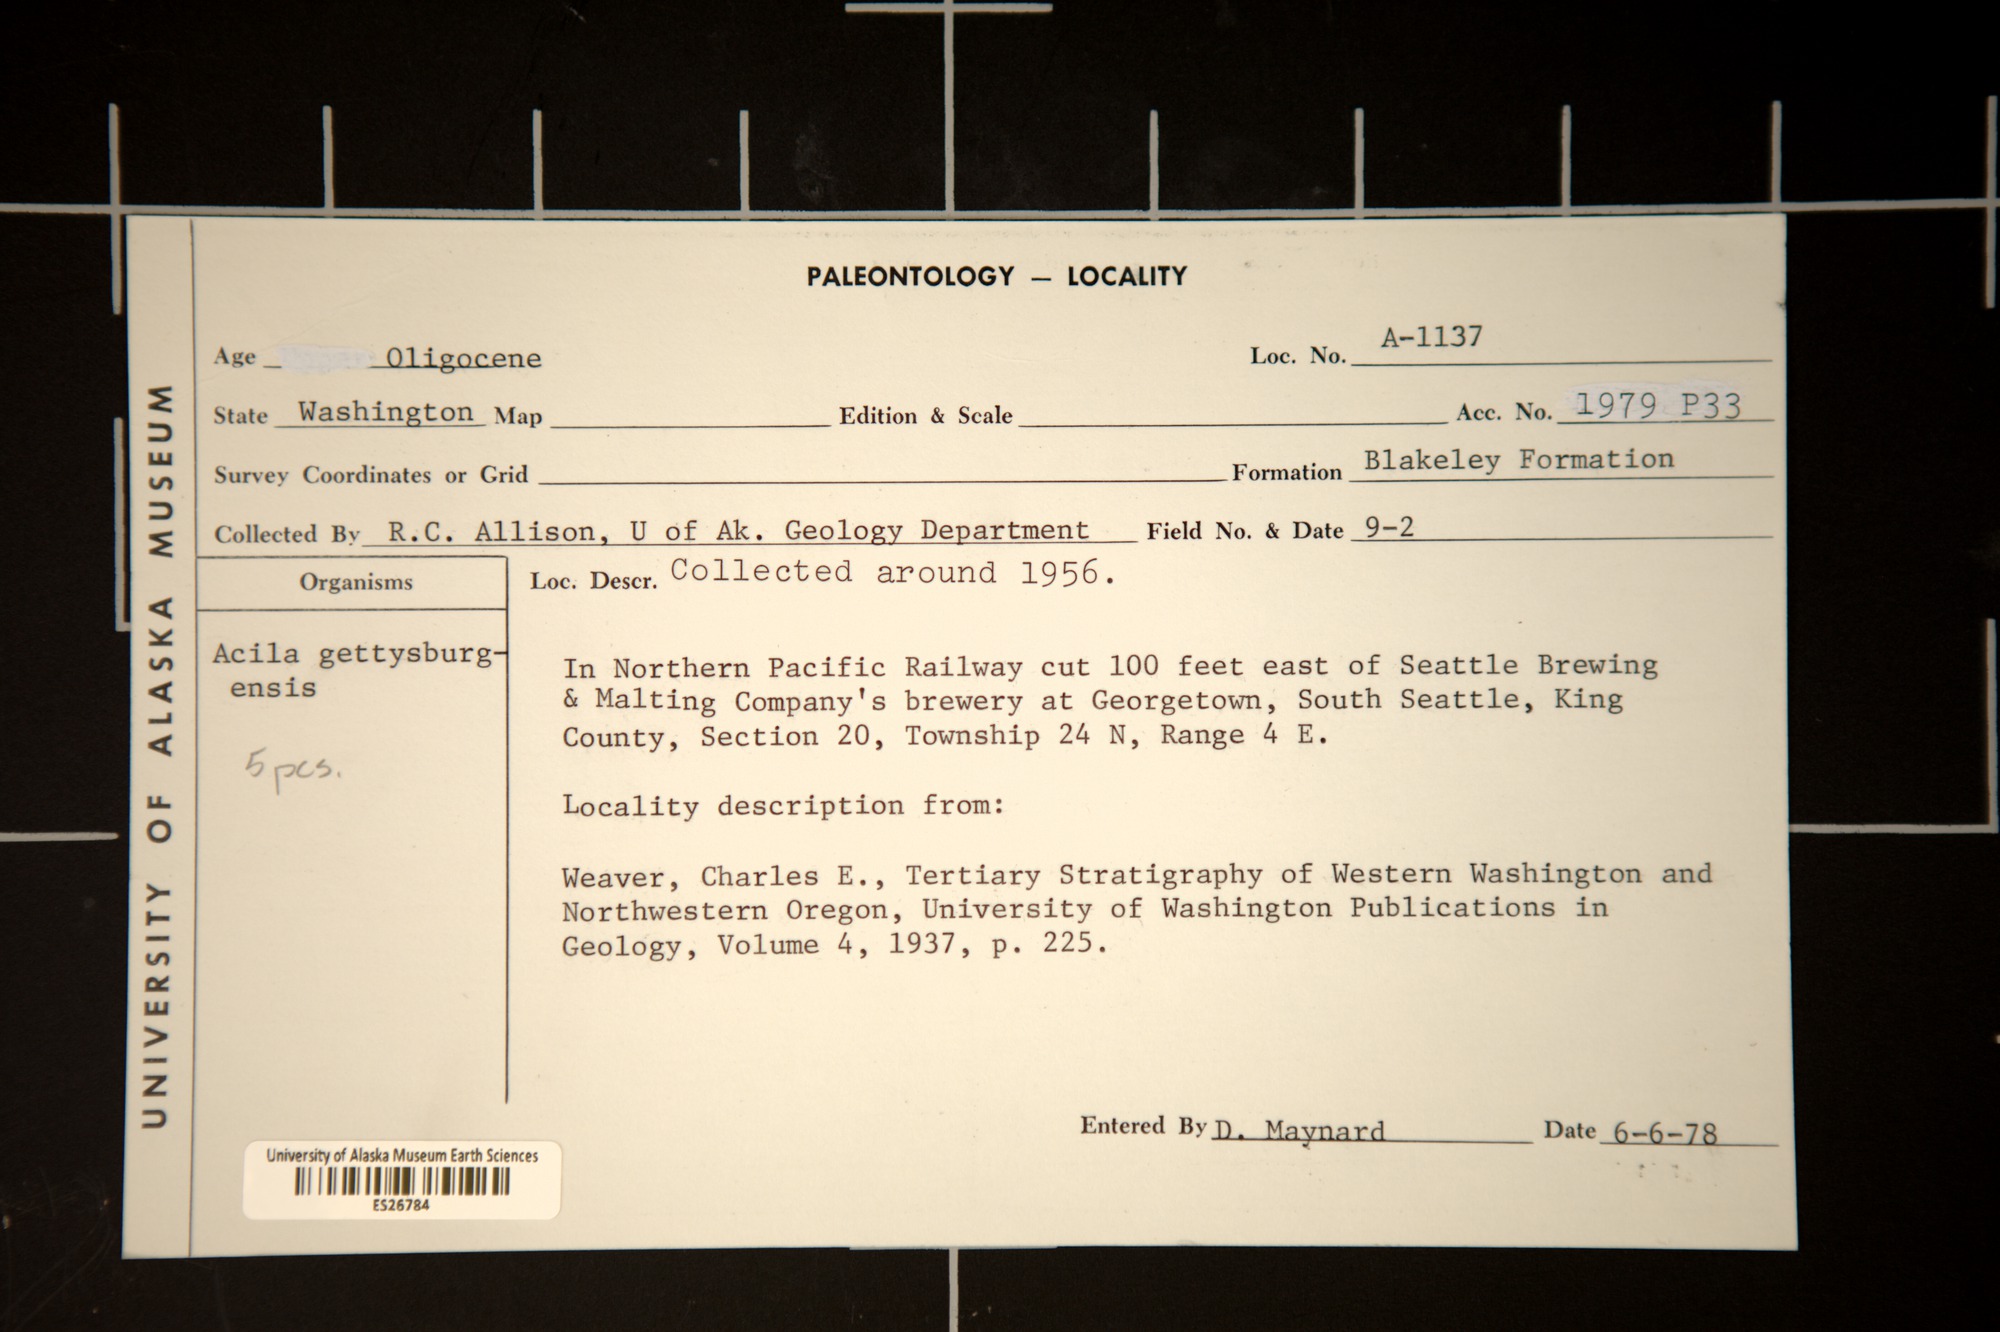 PALEONTOLOGY — LOCALITY
Age Oligocene
Loc. No. A-1137
State Washington Map Edition & Scale Acc. No. 1979 P33
Survey Coordinates or Grid Formation Blakeley Formation
Collected By R.C. Allison, U of Ak. Geology Department Field No. & Date 9-2
Organisms
Acila gettysburg-
ensis
5 pcs.
Loc. Descr. Collected around 1956.
In Northern Pacific Railway cut 100 feet east of Seattle Brewing
& Malting Company's brewery at Georgetown, South Seattle, King
County, Section 20, Township 24 N, Range 4 E.
Locality description from:
Weaver, Charles E., Tertiary Stratigraphy of Western Washington and
Northwestern Oregon, University of Washington Publications in
Geology, Volume 4, 1937, p. 225.
Entered By D. Maynard Date 6-6-78
UNIVERSITY OF ALASKA MUSEUM
University of Alaska Museum Earth Sciences
ES26784